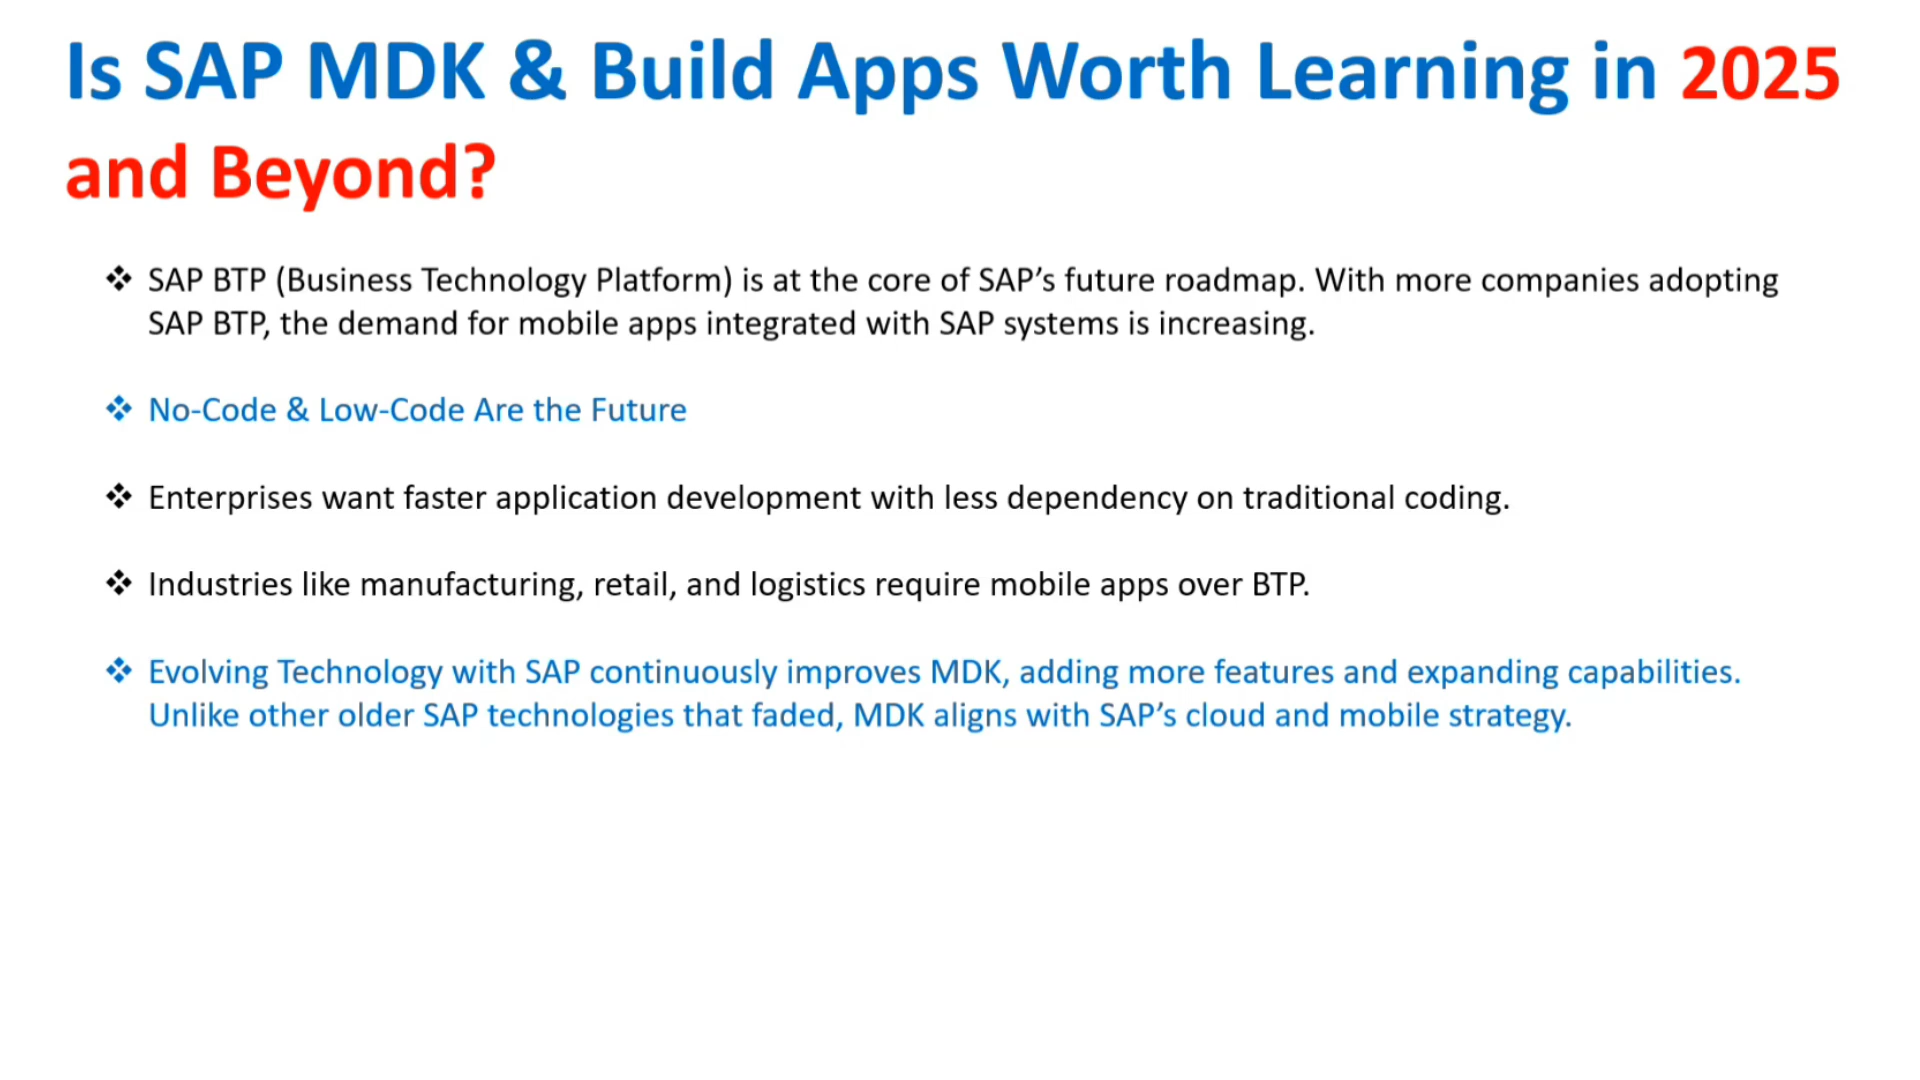 Is SAP MDK & Build Apps Worth Learning in 2025
and Beyond?
❖ SAP BTP (Business Technology Platform) is at the core of SAP’s future roadmap. With more companies adopting
SAP BTP, the demand for mobile apps integrated with SAP systems is increasing.
❖ No-Code & Low-Code Are the Future
❖ Enterprises want faster application development with less dependency on traditional coding.
❖ Industries like manufacturing, retail, and logistics require mobile apps over BTP.
❖ Evolving Technology with SAP continuously improves MDK, adding more features and expanding capabilities.
Unlike other older SAP technologies that faded, MDK aligns with SAP’s cloud and mobile strategy.